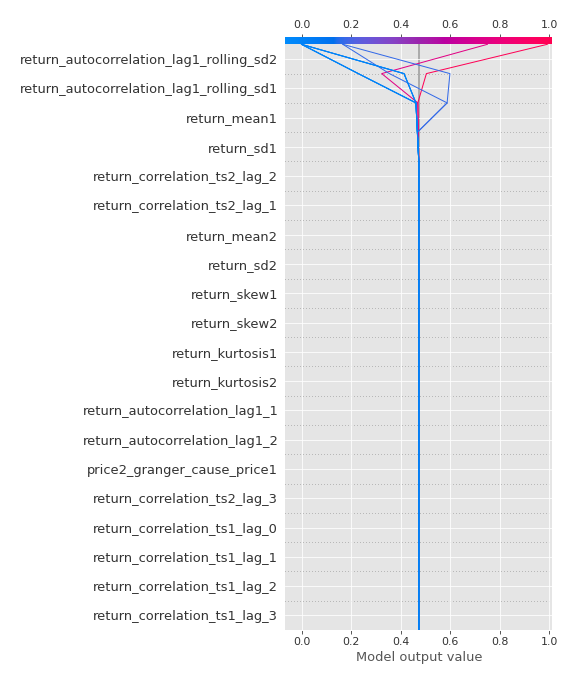 0.0 0.2 0.4 0.6 0.8 1.0
return_autocorrelation_lag1_rolling_sd2
return_autocorrelation_lag1_rolling_sd1
return_mean1
return_sd1
return_correlation_ts2_lag_2
return_correlation_ts2_lag_1
return_mean2
return_sd2
return_skew1
return_skew2
return_kurtosis1
return_kurtosis2
return_autocorrelation_lag1_1
return_autocorrelation_lag1_2
price2_granger_cause_price1
return_correlation_ts2_lag_3
return_correlation_ts1_lag_0
return_correlation_ts1_lag_1
return_correlation_ts1_lag_2
return_correlation_ts1_lag_3
0.0 0.2 0.4 0.6 0.8 1.0
Model output value